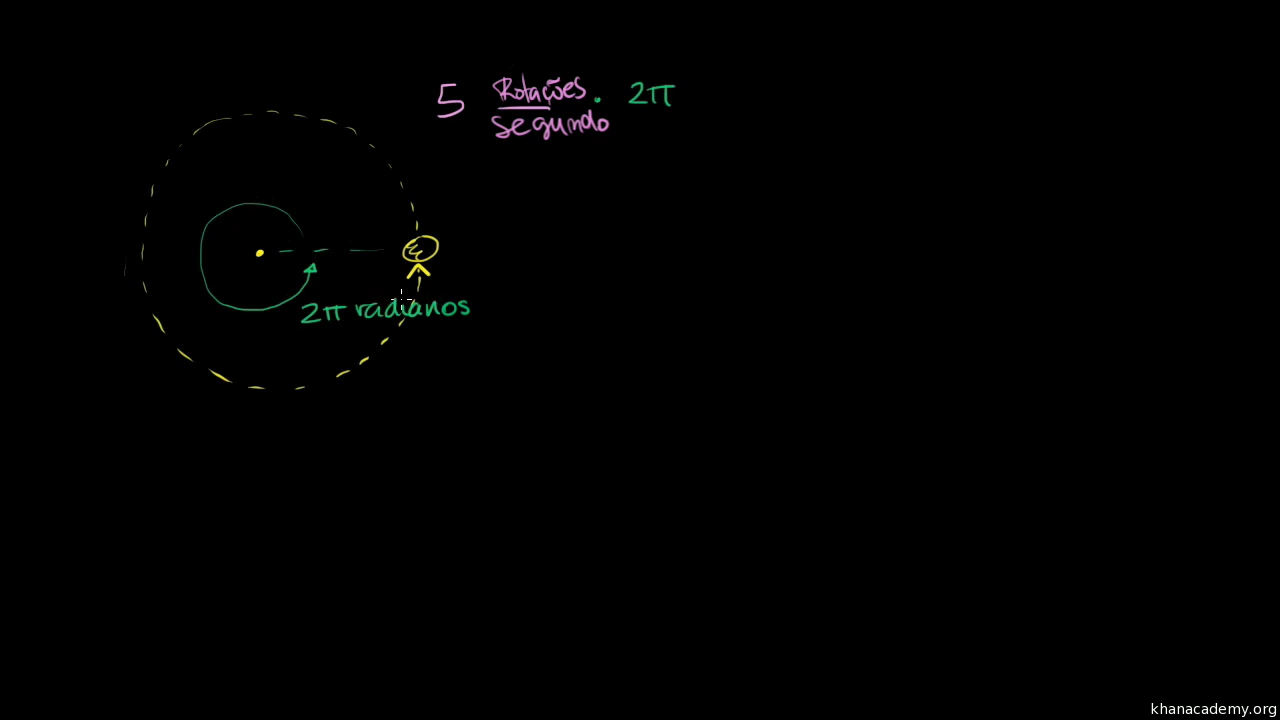 5 Rotações . 2π
segundo
2π radianos
khanacademy.org